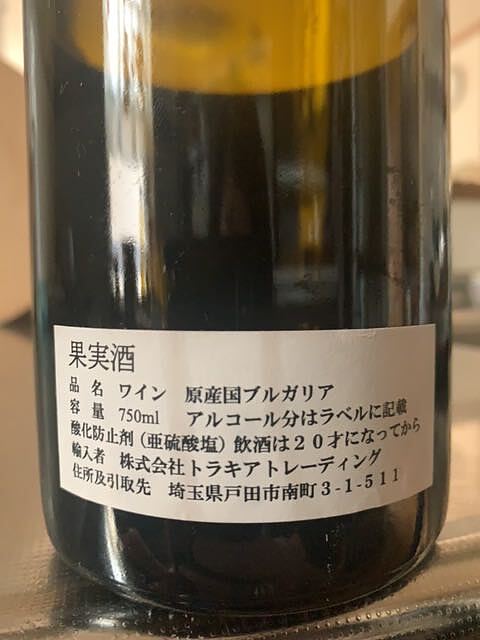 果実酒
品 名 ワイン 原産国ブルガリア
容 量 750ml アルコール分はラベルに記載
酸化防止剤（亜硫酸塩）飲酒は２０才になってから
輸入者 株式会社トラキアトレーディング
住所及引取先 埼玉県戸田市南町３-１-５１１